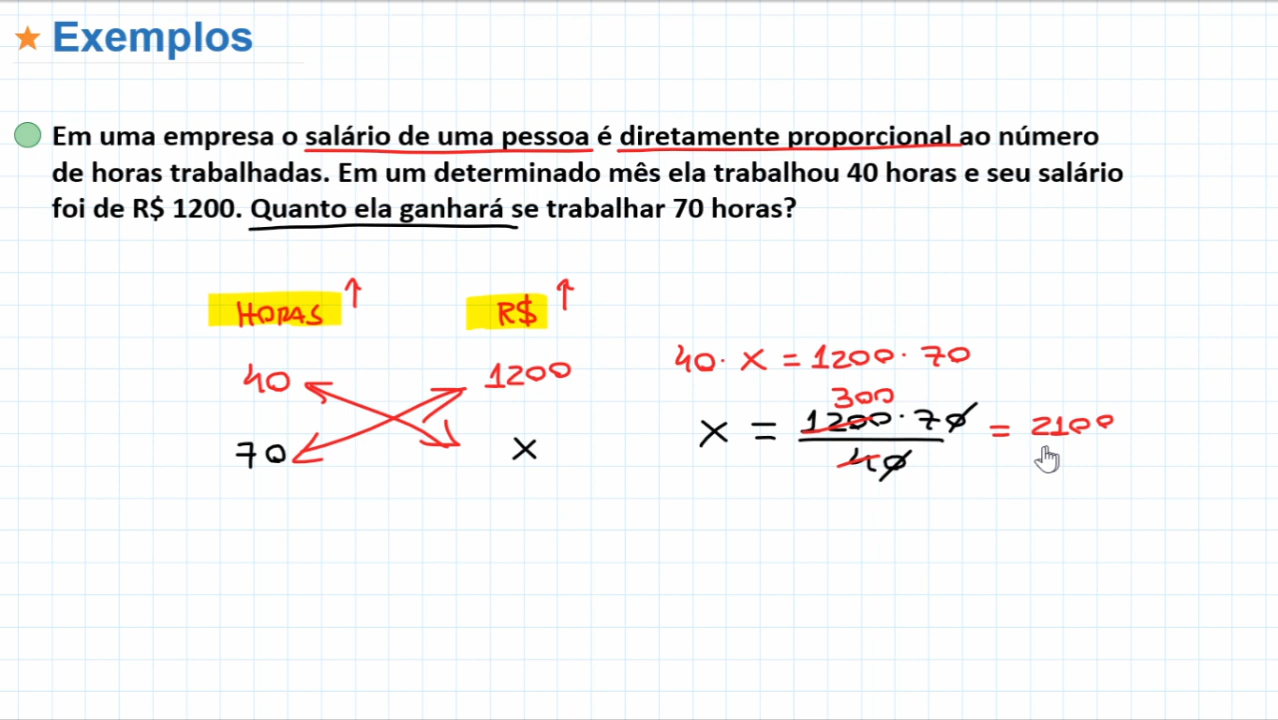 Exemplos
Em uma empresa o salário de uma pessoa é diretamente proporcional ao número
de horas trabalhadas. Em um determinado mês ela trabalhou 40 horas e seu salário
foi de R$ 1200. Quanto ela ganhará se trabalhar 70 horas?
HORAS ↑ R$ ↑
40 1200
70 x
40 · x = 1200 · 70
300
x = 1200 · 70 = 2100
40